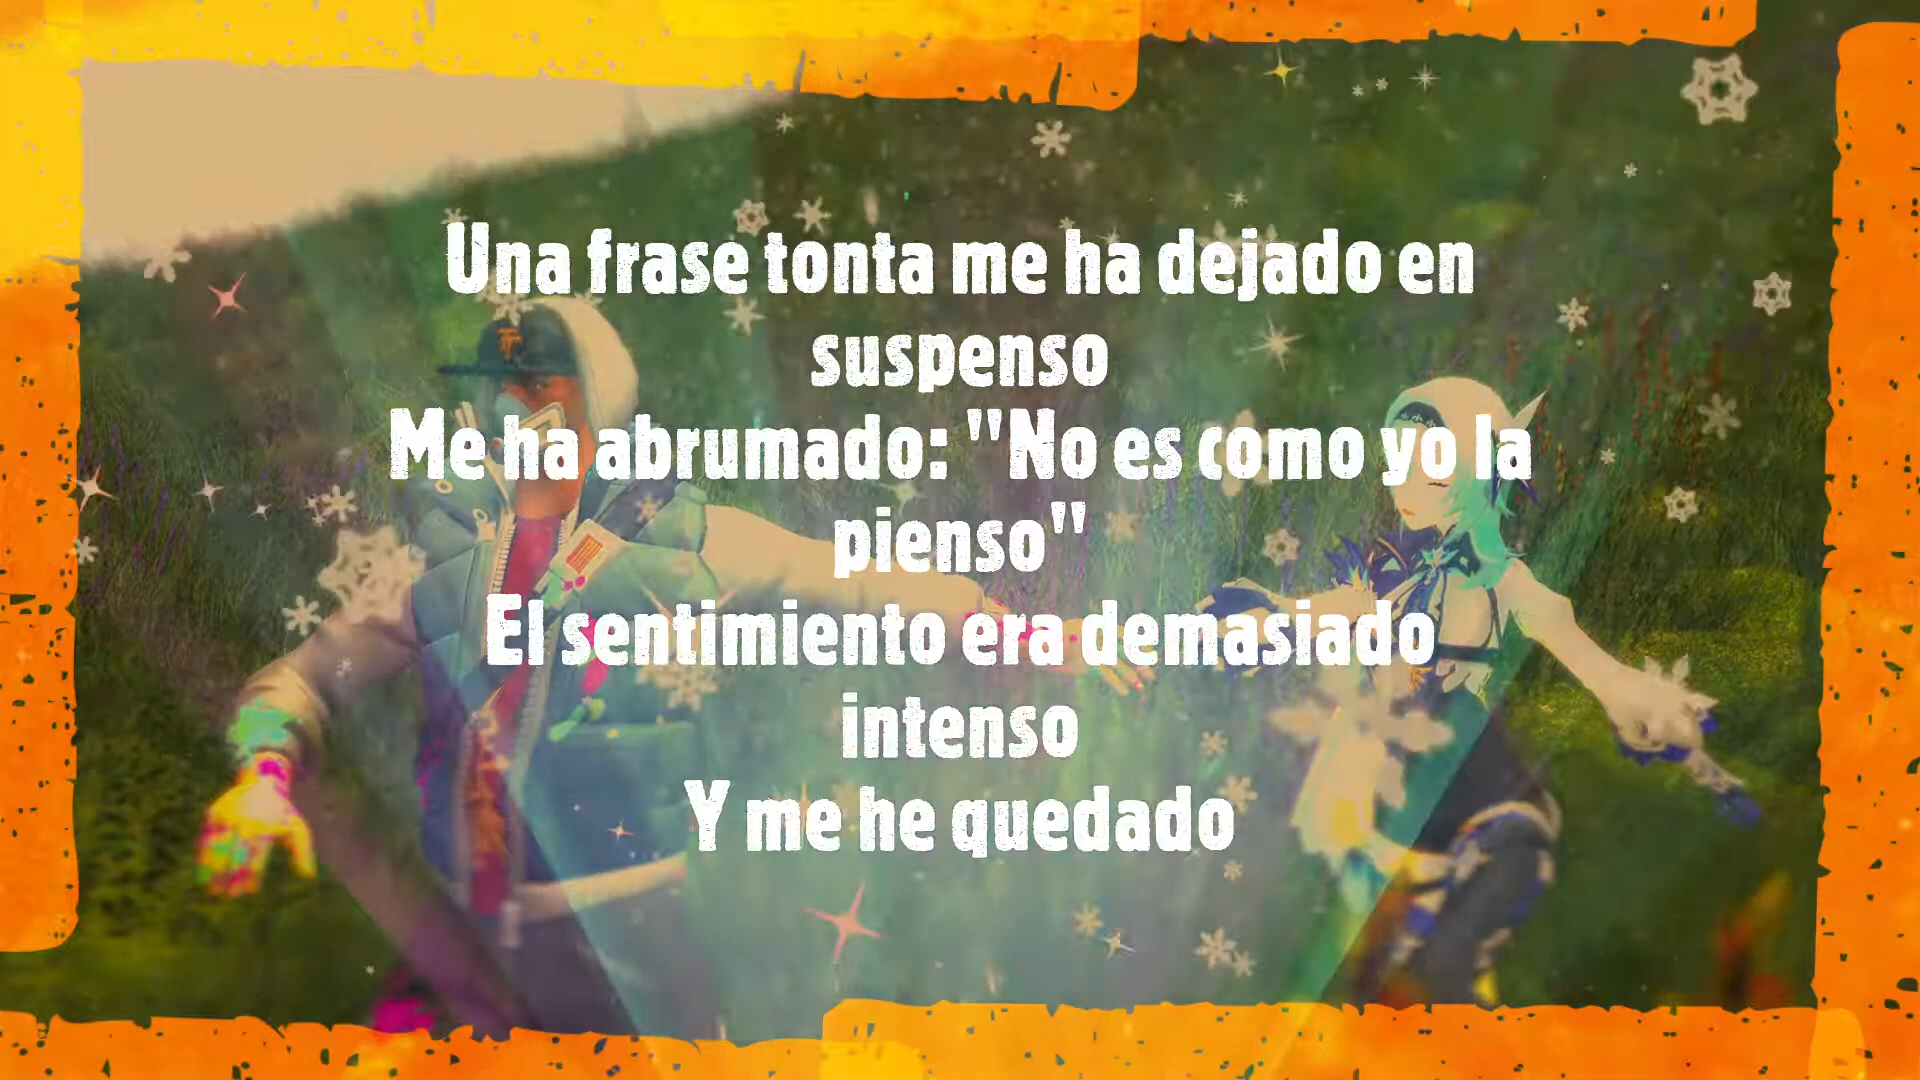 Una frase tonta me ha dejado en
suspenso
Me ha abrumado: "No es como yo la
pienso"
El sentimiento era demasiado
intenso
Y me he quedado